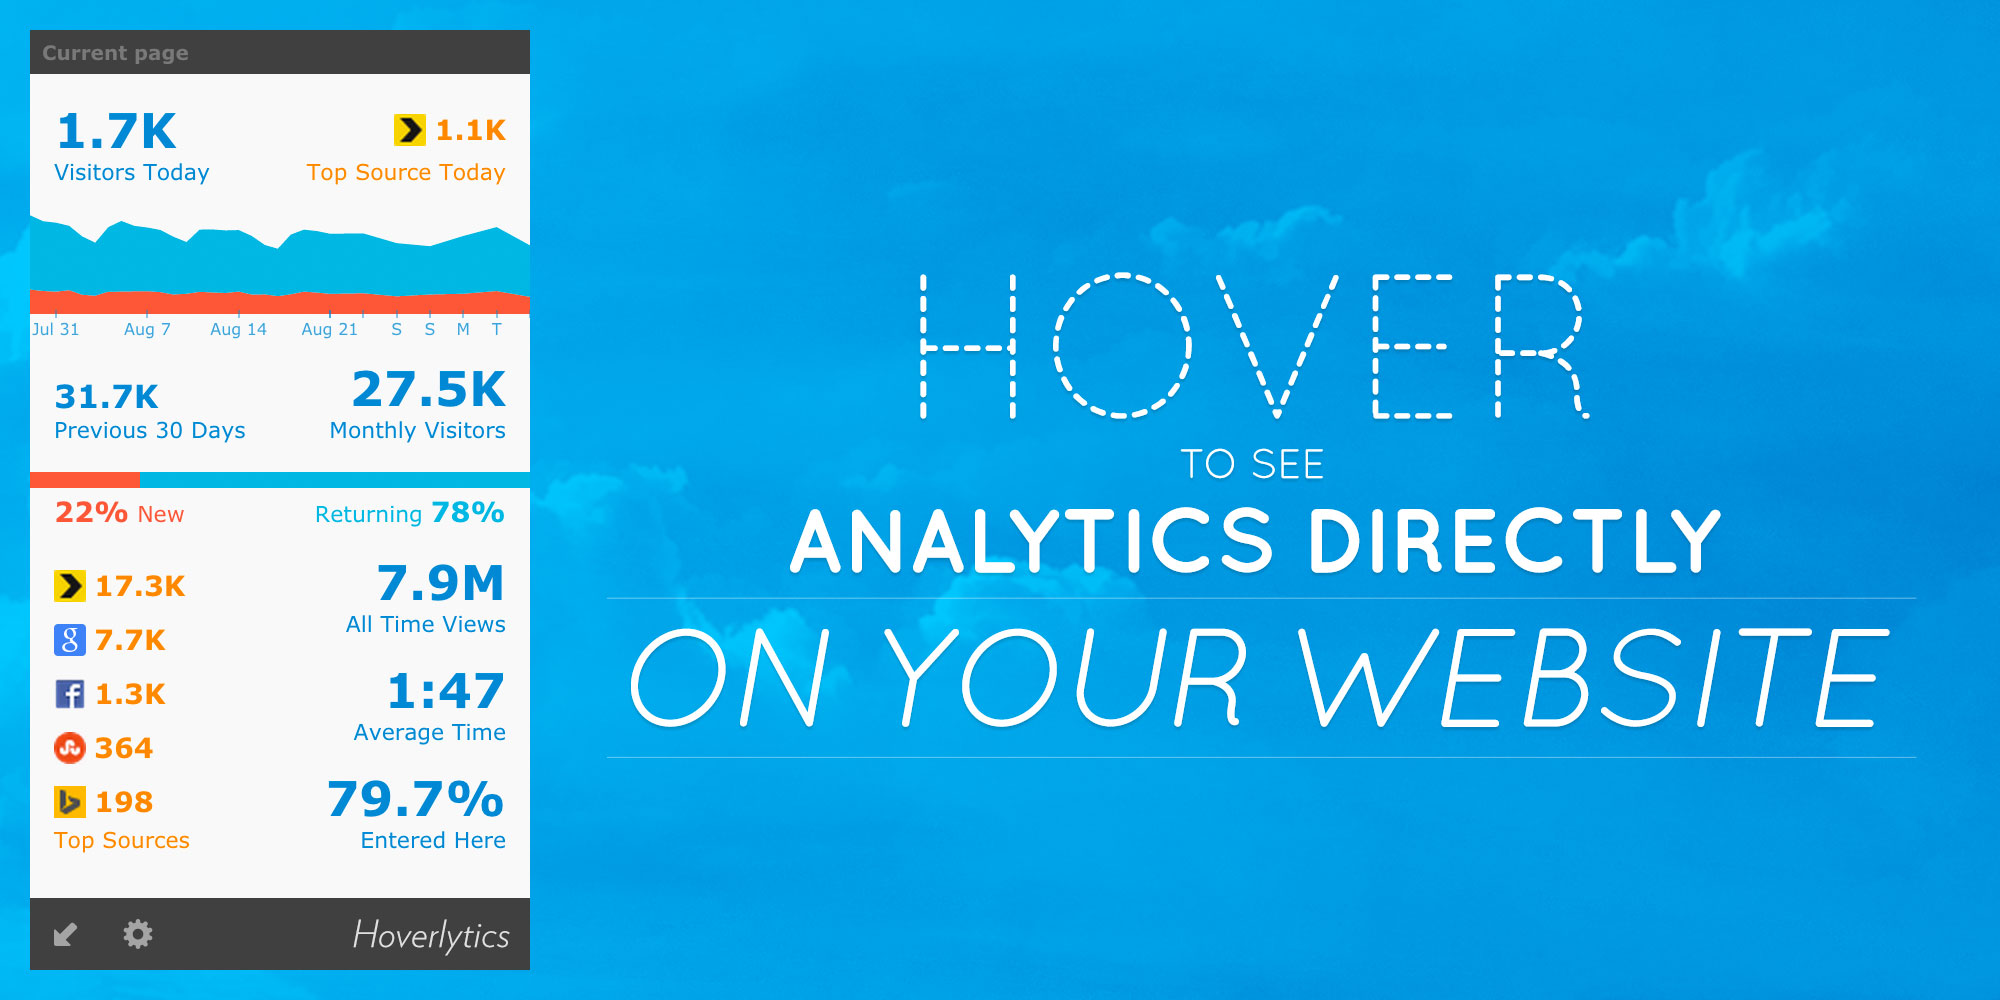 Current page
1.7K
1.1K
Visitors Today
Top Source Today
Jul 31 Aug 7 Aug 14 Aug 21 S S M T
31.7K
27.5K
Previous 30 Days
Monthly Visitors
22% New
Returning 78%
17.3K
7.7K
1.3K
364
198
Top Sources
7.9M
All Time Views
1:47
Average Time
79.7%
Entered Here
Hoverlytics
HOVER
TO SEE
ANALYTICS DIRECTLY
ON YOUR WEBSITE